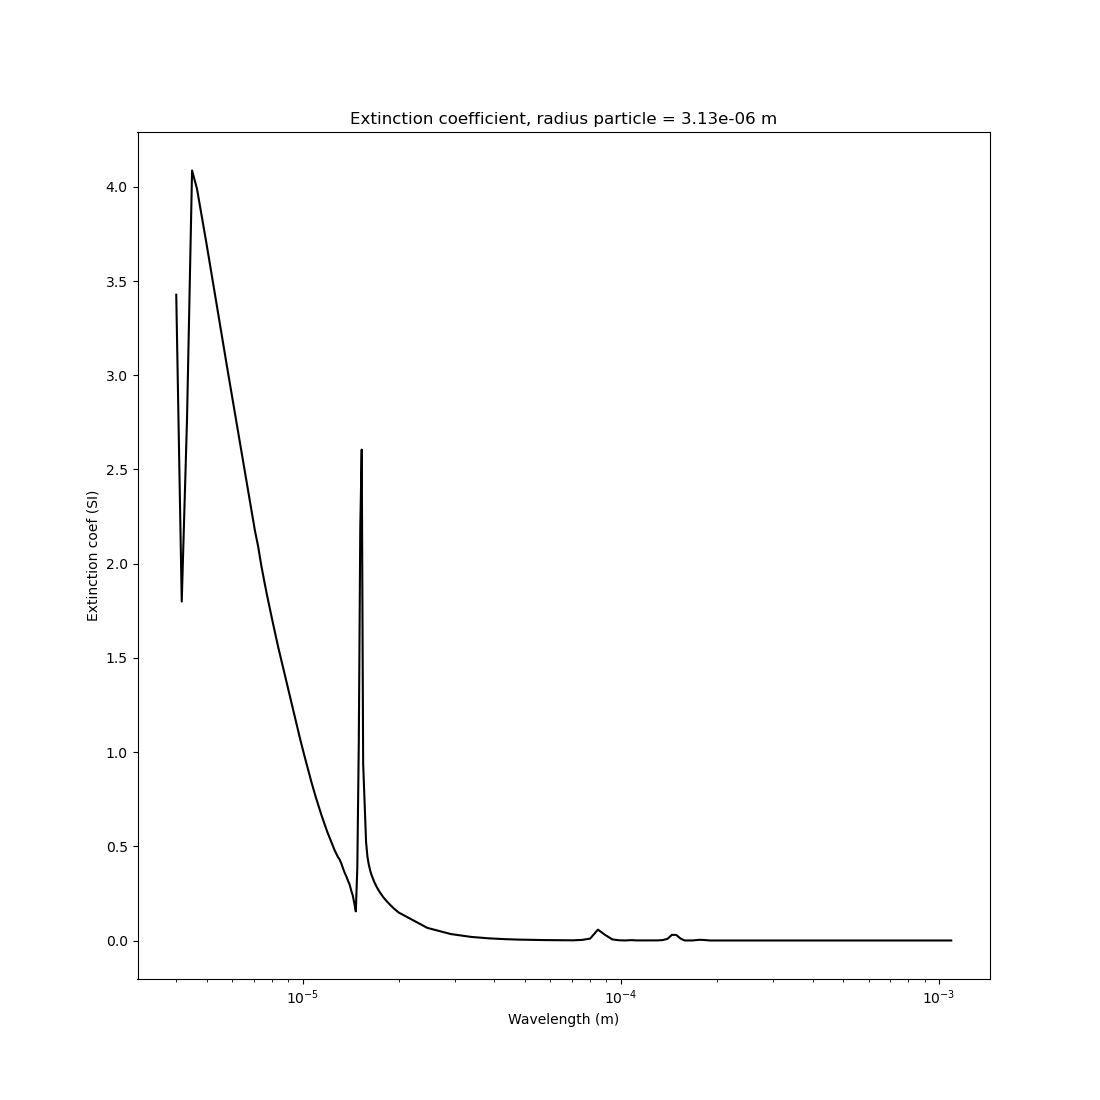 Extinction coefficient, radius particle = 3.13e-06 m
4.0
3.5
3.0
2.5
2.0
1.5
1.0
0.5
0.0
Extinction coef (SI)
10⁻⁵ 10⁻⁴ 10⁻³
Wavelength (m)